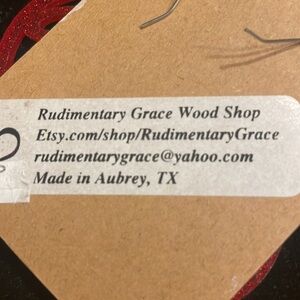 Rudimentary Grace Wood Shop
Etsy.com/shop/RudimentaryGrace
rudimentarygrace@yahoo.com
Made in Aubrey, TX